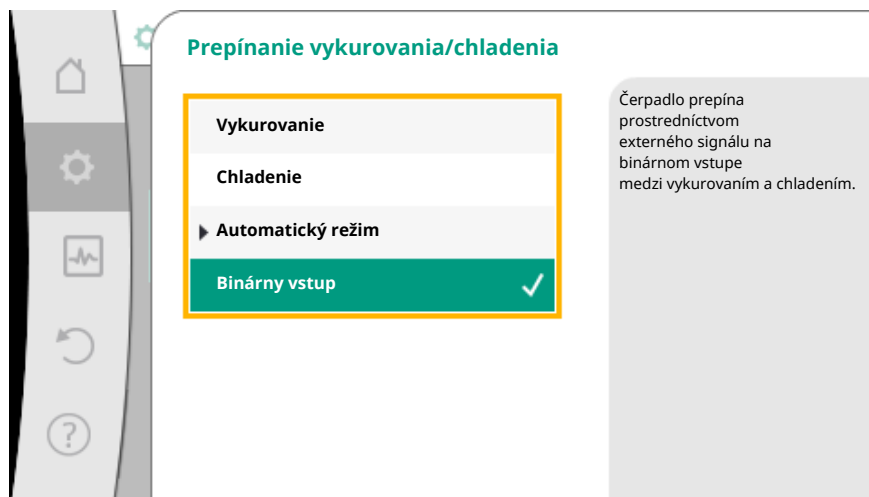 Prepínanie vykurovania/chladenia
Vykurovanie
Chladenie
Automatický režim
Binárny vstup
Čerpadlo prepína
prostredníctvom
externého signálu na
binárnom vstupe
medzi vykurovaním a chladením.
?